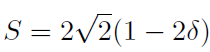 S = 2√2(1 − 2δ)